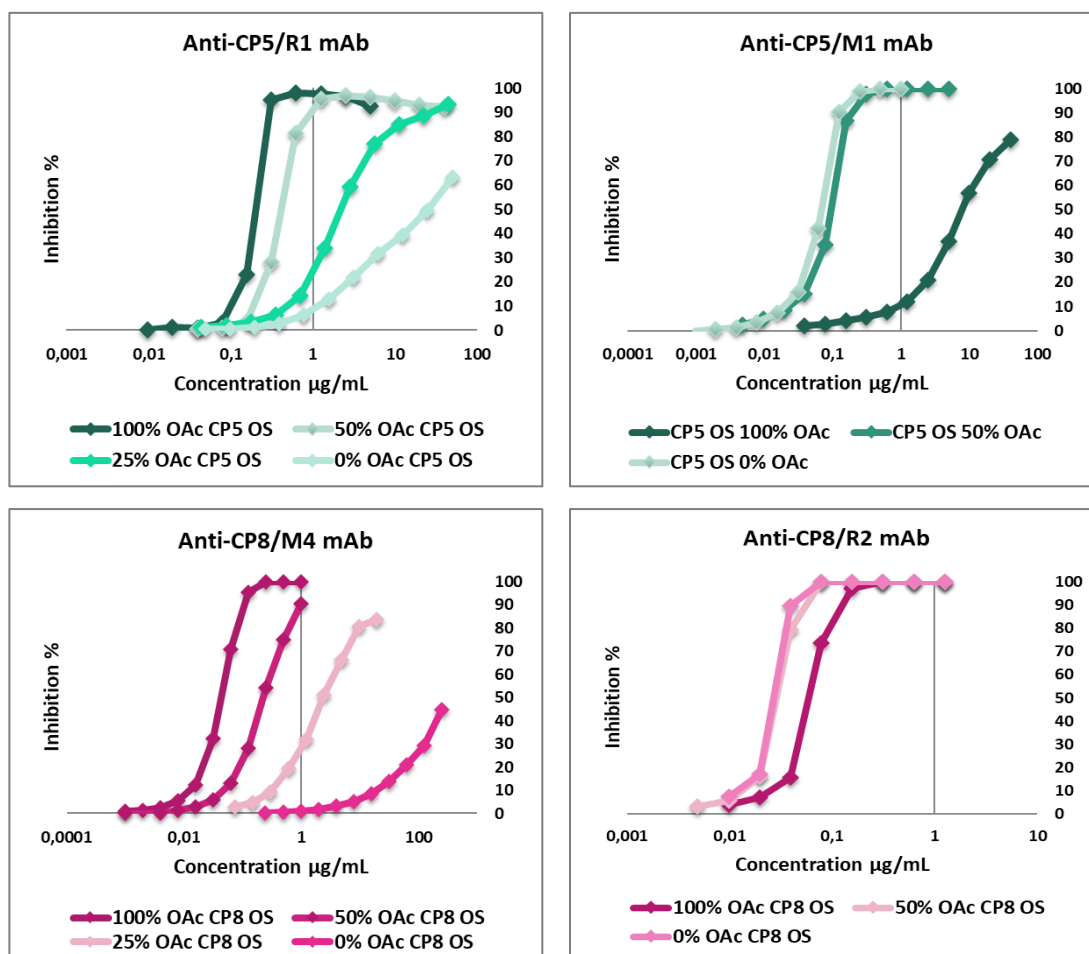 Anti-CP5/R1 mAb
100
90
80
70
60
50
40
30
20
10
0
Inhibition %
0,001 0,01 0,1 1 10 100
Concentration µg/mL
100% OAc CP5 OS 50% OAc CP5 OS
25% OAc CP5 OS 0% OAc CP5 OS
Anti-CP5/M1 mAb
100
90
80
70
60
50
40
30
20
10
0
Inhibition %
0,0001 0,01 1 100
Concentration µg/mL
CP5 OS 100% OAc CP5 OS 50% OAc
CP5 OS 0% OAc
Anti-CP8/M4 mAb
100
90
80
70
60
50
40
30
20
10
0
Inhibition %
0,0001 0,01 1 100
Concentration µg/mL
100% OAc CP8 OS 50% OAc CP8 OS
25% OAc CP8 OS 0% OAc CP8 OS
Anti-CP8/R2 mAb
100
90
80
70
60
50
40
30
20
10
0
Inhibition %
0,001 0,01 0,1 1 10
Concentration µg/mL
100% OAc CP8 OS 50% OAc CP8 OS
0% OAc CP8 OS